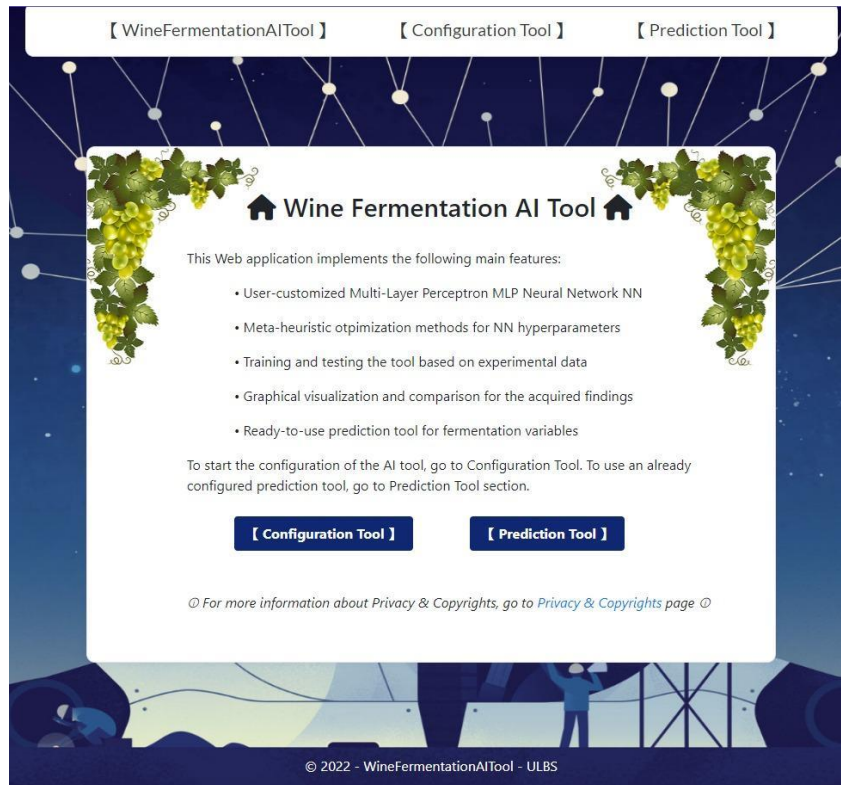 【 WineFermentationAITool 】 【 Configuration Tool 】 【 Prediction Tool 】
Wine Fermentation AI Tool
This Web application implements the following main features:
• User-customized Multi-Layer Perceptron MLP Neural Network NN
• Meta-heuristic otpimization methods for NN hyperparameters
• Training and testing the tool based on experimental data
• Graphical visualization and comparison for the acquired findings
• Ready-to-use prediction tool for fermentation variables
To start the configuration of the AI tool, go to Configuration Tool. To use an already
configured prediction tool, go to Prediction Tool section.
【 Configuration Tool 】 【 Prediction Tool 】
ⓘ For more information about Privacy & Copyrights, go to Privacy & Copyrights page ⓘ
© 2022 - WineFermentationAITool - ULBS